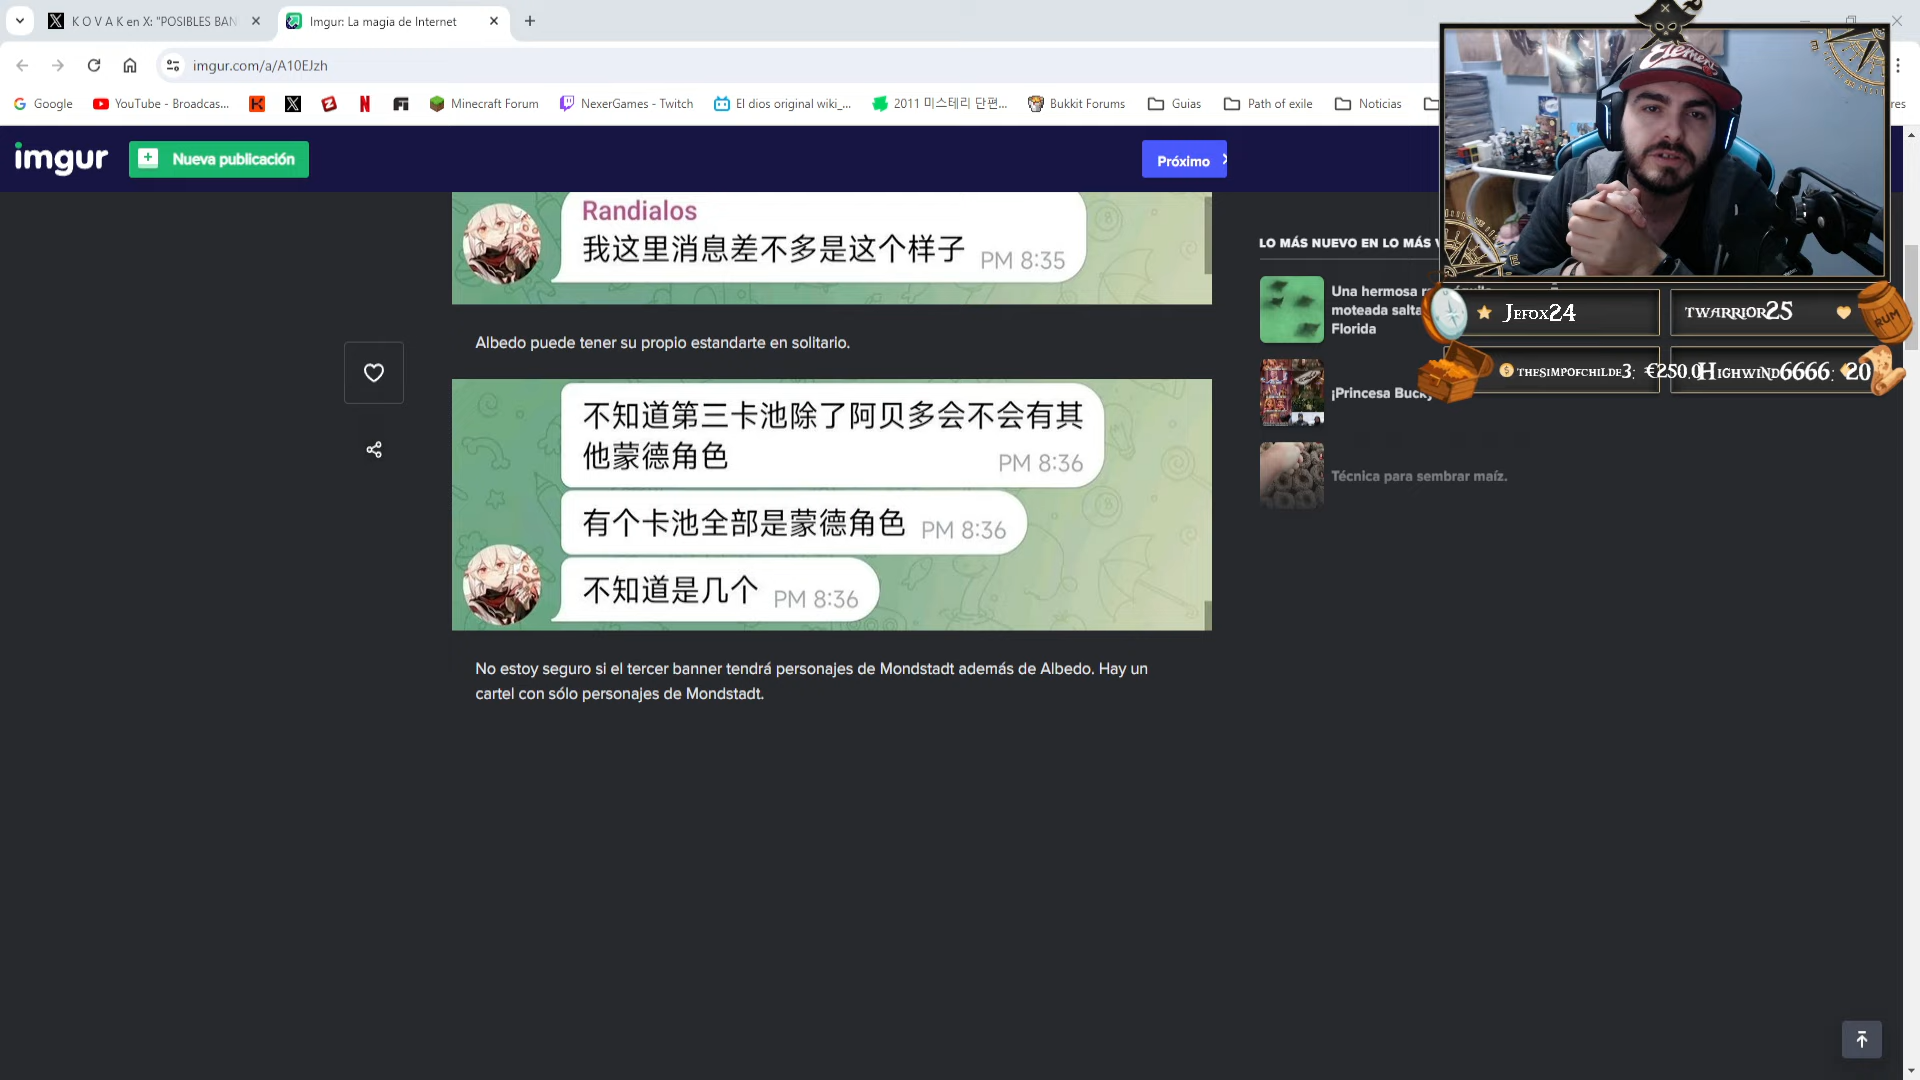 K O V A K en X: "POSIBLES BAN
Imgur: La magia de Internet
imgur.com/a/A10EJzh
Google
YouTube - Broadcas...
Minecraft Forum
NexerGames - Twitch
El dios original wiki_...
2011 미스테리 단편...
Bukkit Forums
Guias
Path of exile
Noticias
res
imgur
Nueva publicación
Próximo
Randialos
我这里消息差不多是这个样子 PM 8:35
Albedo puede tener su propio estandarte en solitario.
不知道第三卡池除了阿贝多会不会有其
他蒙德角色 PM 8:36
有个卡池全部是蒙德角色 PM 8:36
不知道是几个 PM 8:36
No estoy seguro si el tercer banner tendrá personajes de Mondstadt además de Albedo. Hay un
cartel con sólo personajes de Mondstadt.
LO MÁS NUEVO EN LO MÁS
Una hermosa
moteada salta
Florida
¡Princesa Buck
Técnica para sembrar maíz.
Element
Jefox24
twarrior25
thesimpofchilde3: €250.0
Highwind6666: 20
RUM